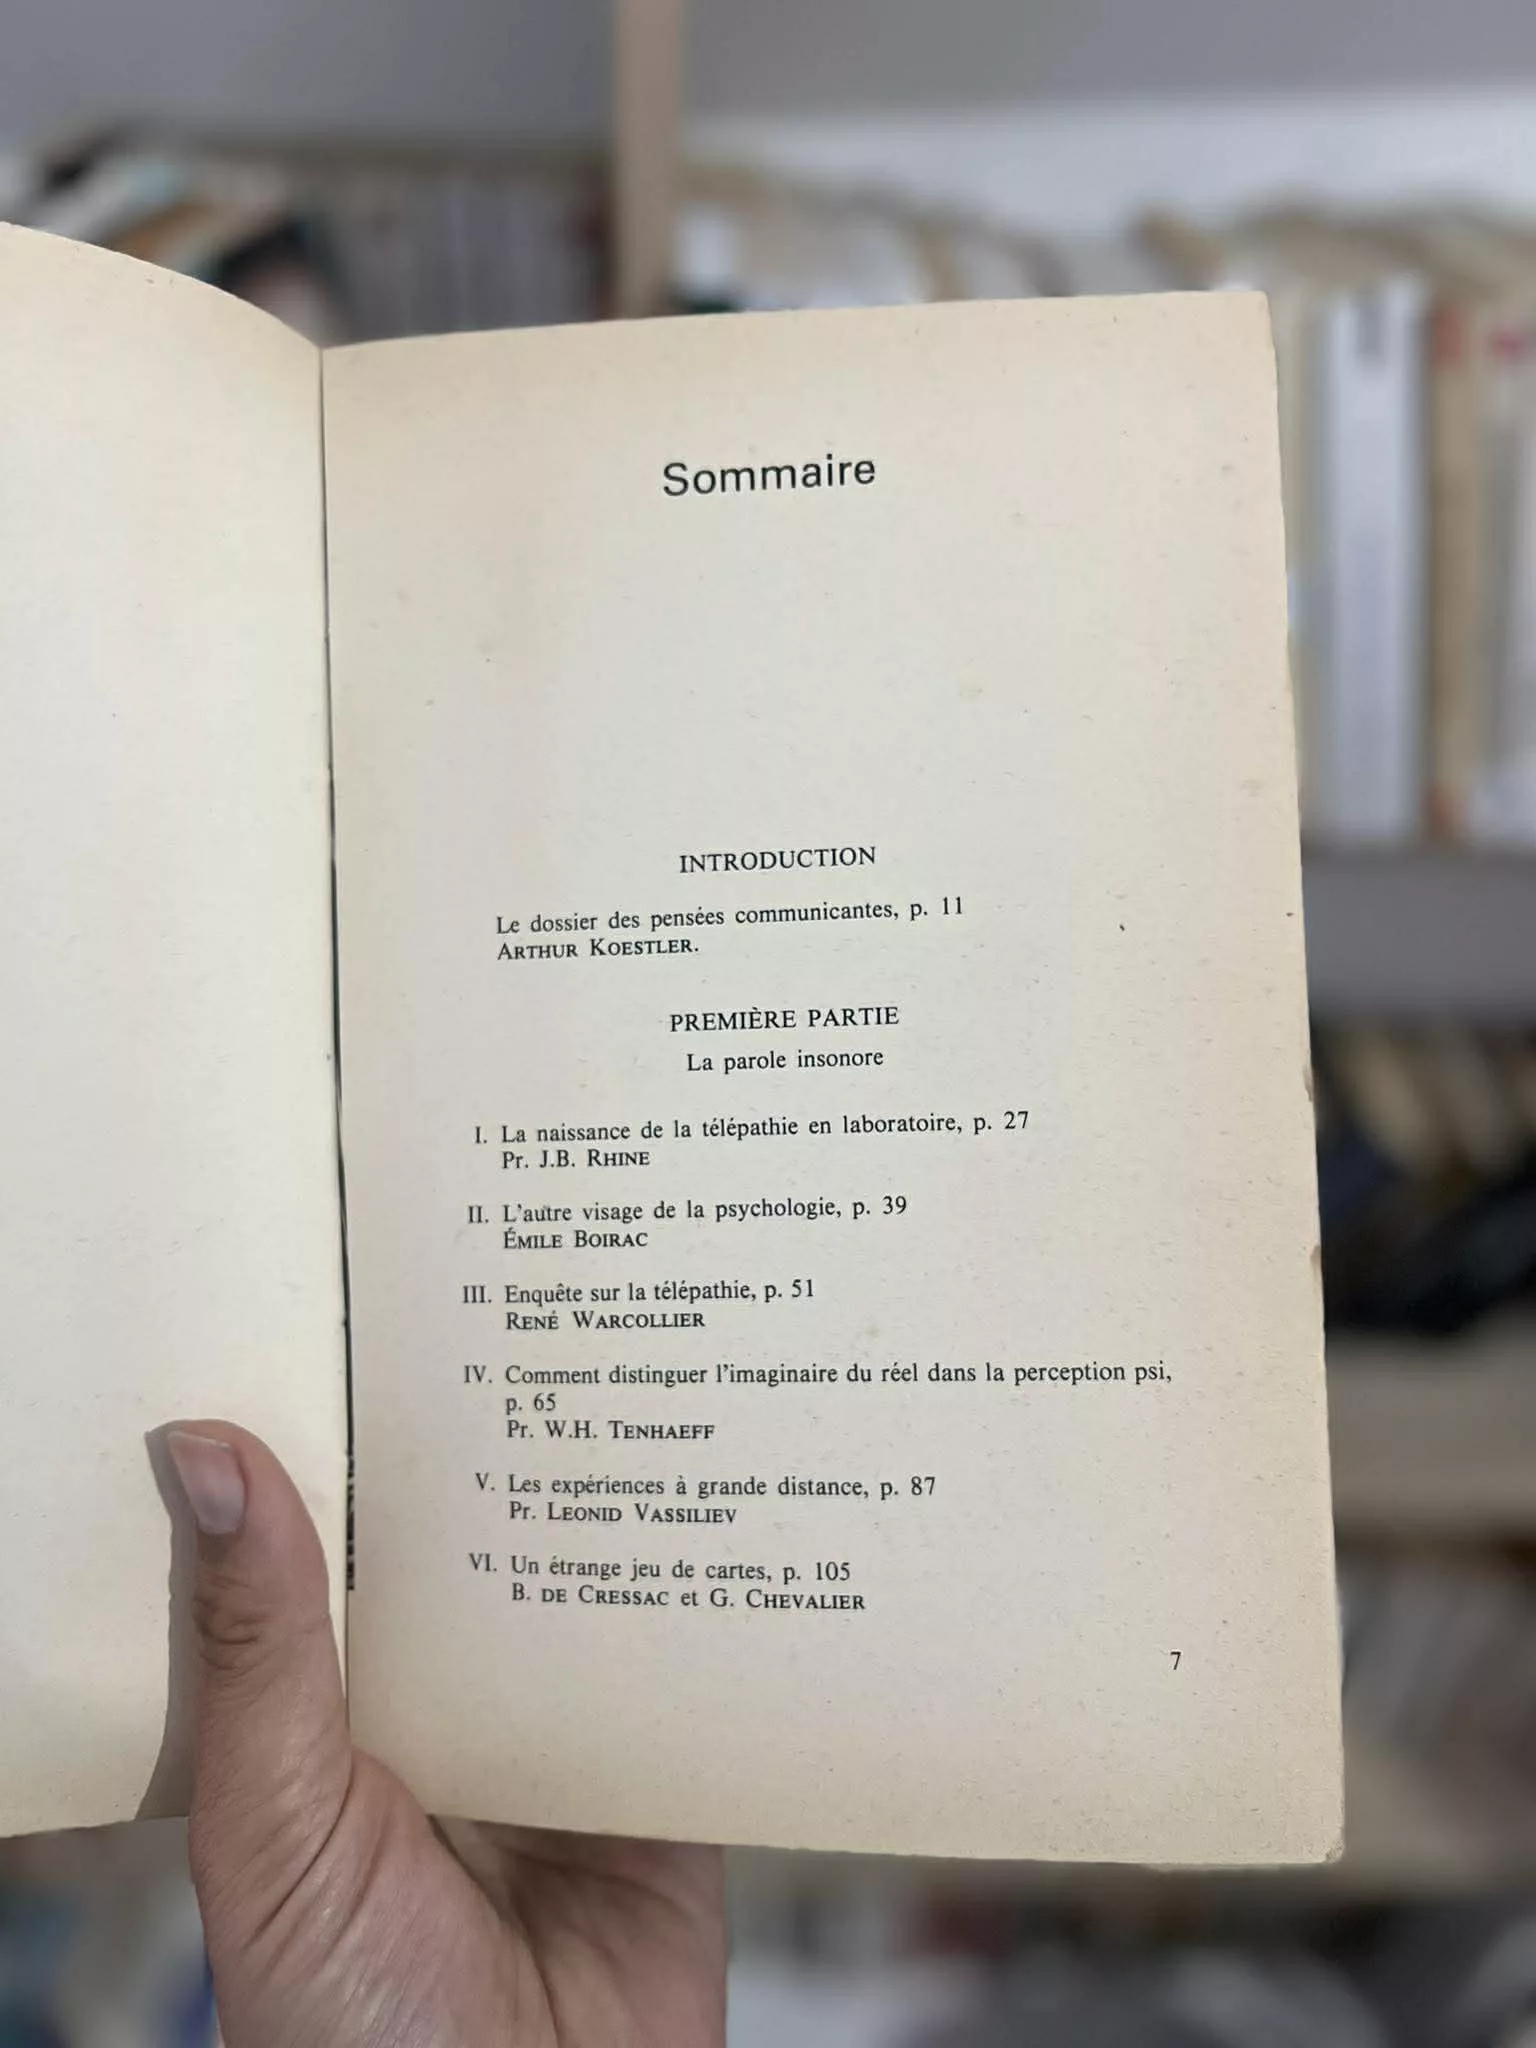 Sommaire
INTRODUCTION
Le dossier des pensées communicantes, p. 11
ARTHUR KOESTLER.
PREMIÈRE PARTIE
La parole insonore
I. La naissance de la télépathie en laboratoire, p. 27
Pr. J.B. RHINE
II. L'autre visage de la psychologie, p. 39
ÉMILE BOIRAC
III. Enquête sur la télépathie, p. 51
RENÉ WARCOLLIER
IV. Comment distinguer l'imaginaire du réel dans la perception psi,
p. 65
Pr. W.H. TENHAEFF
V. Les expériences à grande distance, p. 87
Pr. LEONID VASSILIEV
VI. Un étrange jeu de cartes, p. 105
B. DE CRESSAC et G. CHEVALIER
7